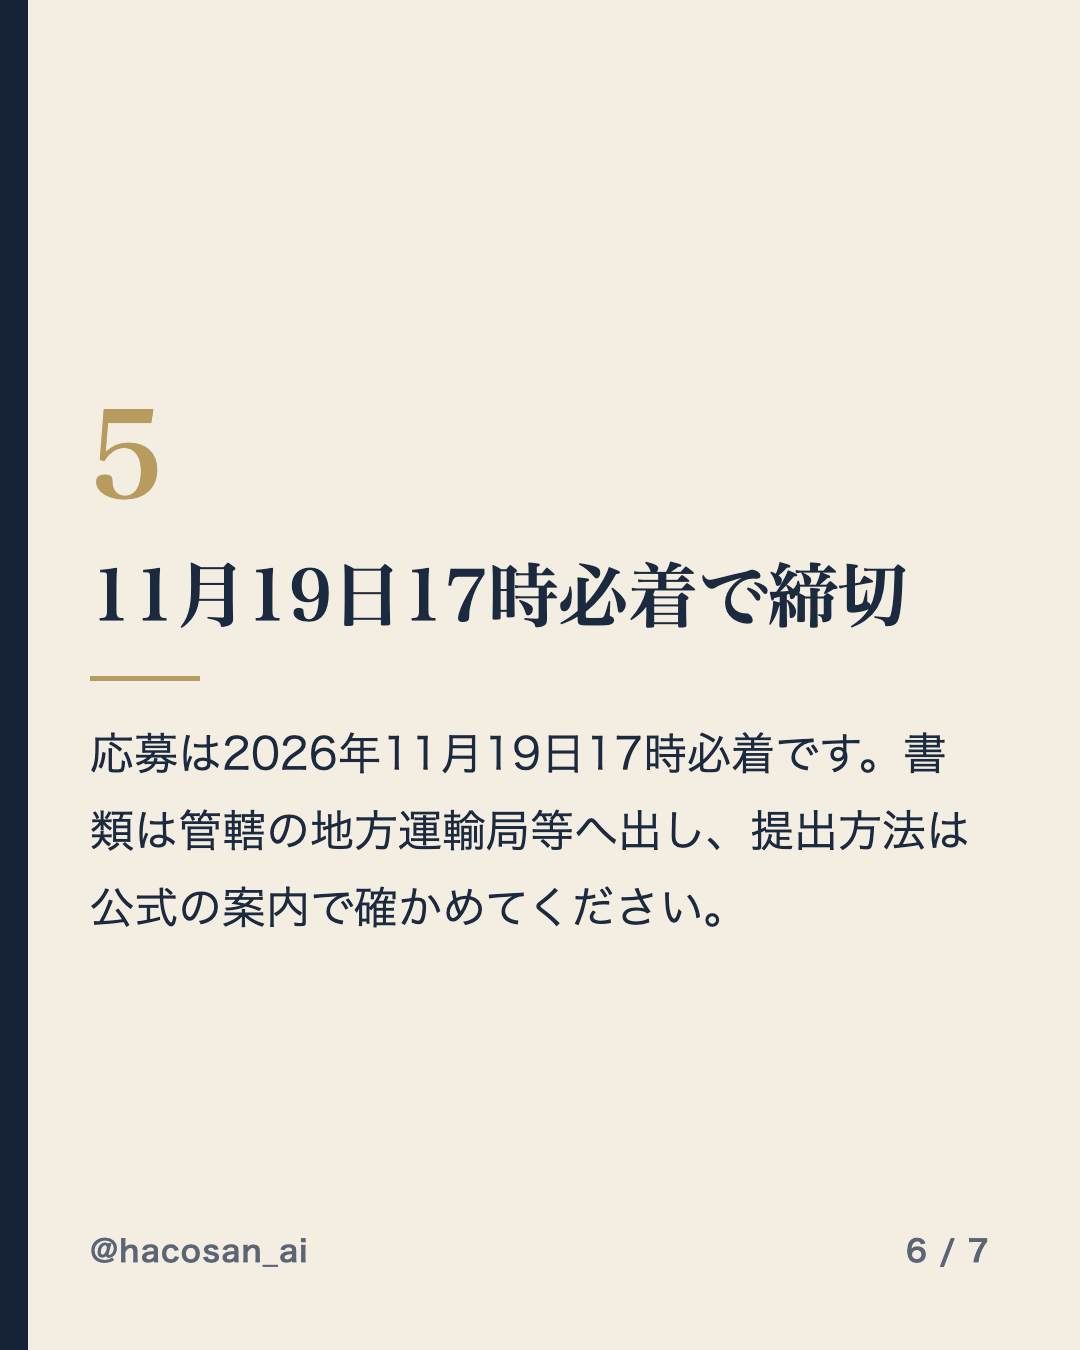 5
11月19日17時必着で締切
応募は2026年11月19日17時必着です。書
類は管轄の地方運輸局等へ出し、提出方法は
公式の案内で確かめてください。
@hacosan_ai
6 / 7